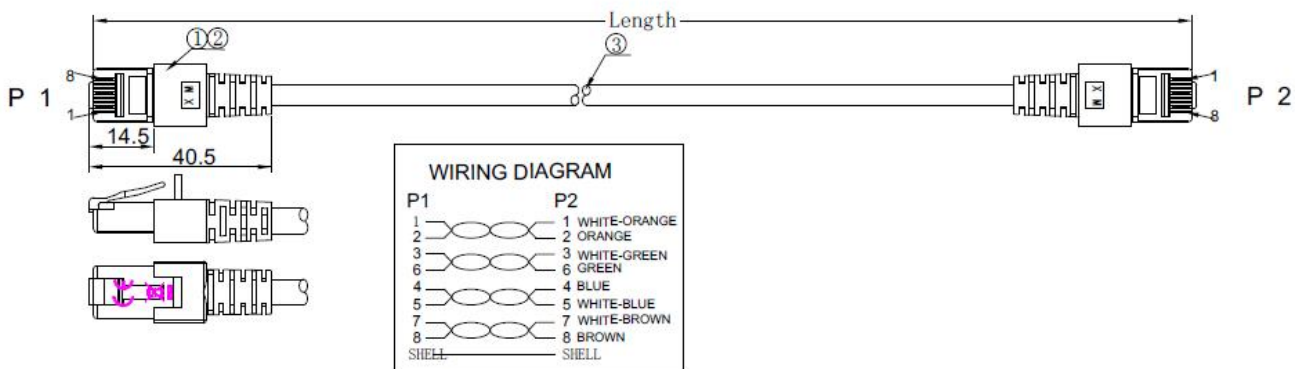 Length
①② ③
8 1
P 1 P 2
1 8
14.5
40.5
WIRING DIAGRAM
P1 P2
1 1 WHITE-ORANGE
2 2 ORANGE
3 3 WHITE-GREEN
6 6 GREEN
4 4 BLUE
5 5 WHITE-BLUE
7 7 WHITE-BROWN
8 8 BROWN
SHELL SHELL